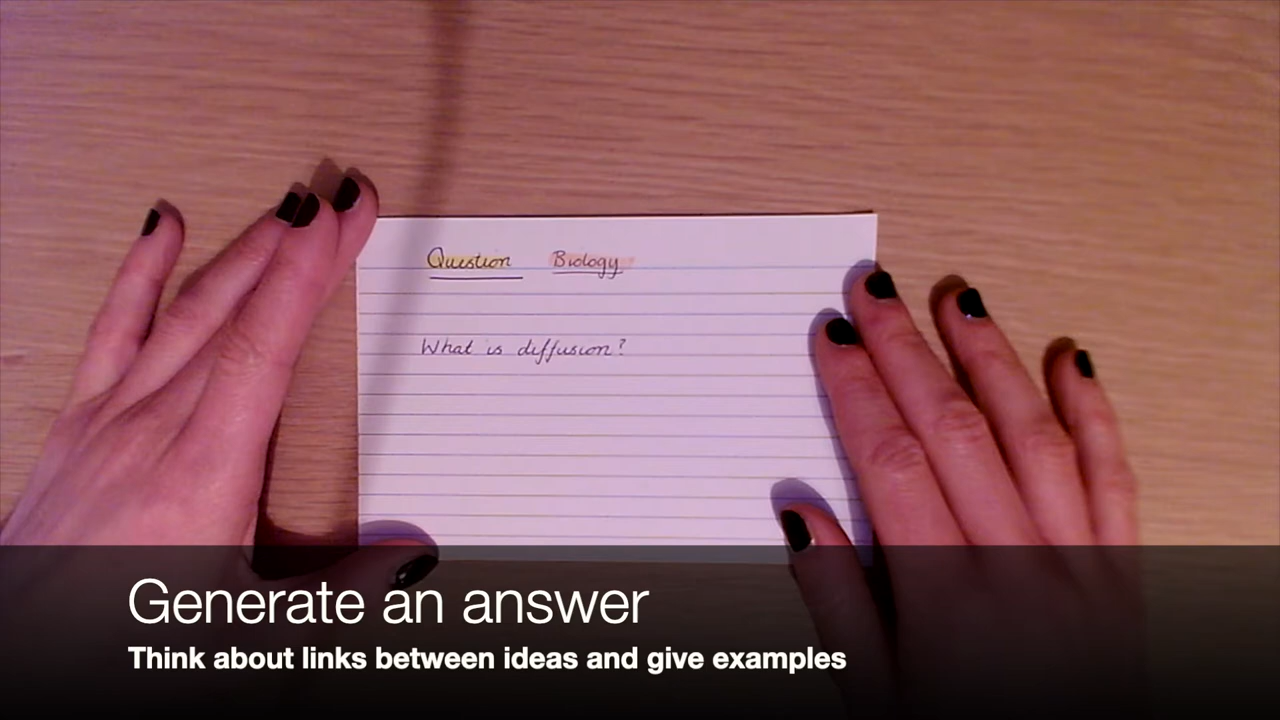 Question Biology
What is diffusion?
Generate an answer
Think about links between ideas and give examples